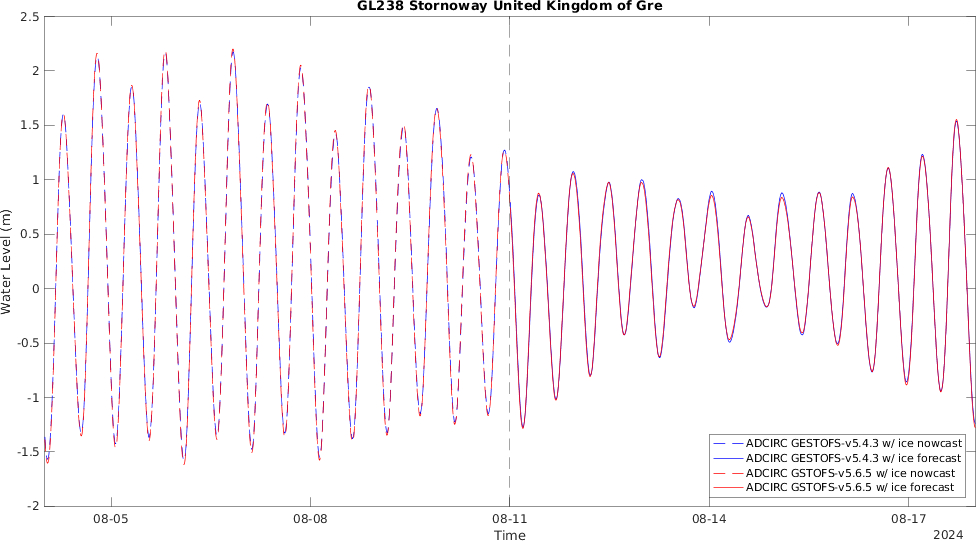 GL238 Stornoway United Kingdom of Gre
2.5
2
1.5
1
0.5
0
-0.5
-1
-1.5
-2
Water Level (m)
08-05
08-08
08-11
08-14
08-17
Time
2024
ADCIRC GESTOFS-v5.4.3 w/ ice nowcast
ADCIRC GESTOFS-v5.4.3 w/ ice forecast
ADCIRC GSTOFS-v5.6.5 w/ ice nowcast
ADCIRC GSTOFS-v5.6.5 w/ ice forecast